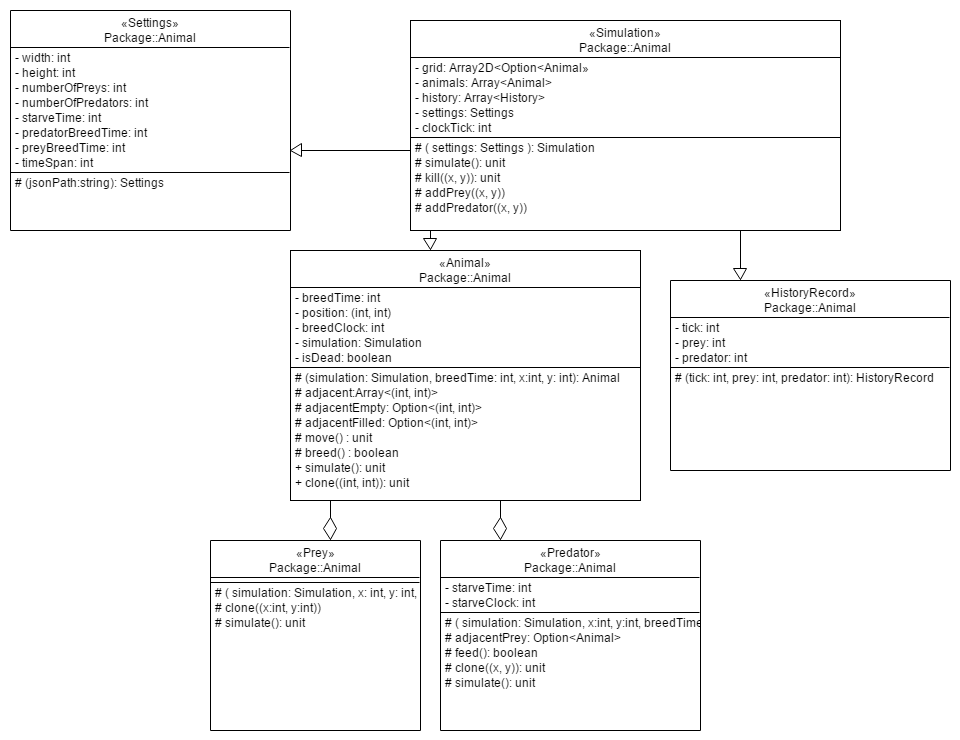 «Settings»
Package::Animal
- width: int
- height: int
- numberOfPreys: int
- numberOfPredators: int
- starveTime: int
- predatorBreedTime: int
- preyBreedTime: int
- timeSpan: int
# (jsonPath:string): Settings
«Simulation»
Package::Animal
- grid: Array2D<Option<Animal»
- animals: Array<Animal>
- history: Array<History>
- settings: Settings
- clockTick: int
# ( settings: Settings ): Simulation
# simulate(): unit
# kill((x, y)): unit
# addPrey((x, y))
# addPredator((x, y))
«Animal»
Package::Animal
- breedTime: int
- position: (int, int)
- breedClock: int
- simulation: Simulation
- isDead: boolean
# (simulation: Simulation, breedTime: int, x:int, y: int): Animal
# adjacent:Array<(int, int)>
# adjacentEmpty: Option<(int, int)>
# adjacentFilled: Option<(int, int)>
# move() : unit
# breed() : boolean
+ simulate(): unit
+ clone((int, int)): unit
«HistoryRecord»
Package::Animal
- tick: int
- prey: int
- predator: int
# (tick: int, prey: int, predator: int): HistoryRecord
«Prey»
Package::Animal
# ( simulation: Simulation, x: int, y: int,
# clone((x:int, y:int))
# simulate(): unit
«Predator»
Package::Animal
- starveTime: int
- starveClock: int
# ( simulation: Simulation, x:int, y:int, breedTime
# adjacentPrey: Option<Animal>
# feed(): boolean
# clone((x, y)): unit
# simulate(): unit